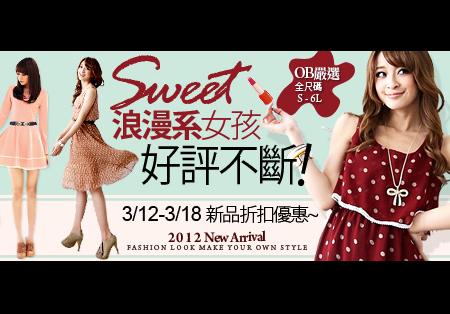 Sweet
浪漫系女孩
好評不斷!
OB嚴選
全尺碼
S - 6L
3/12-3/18 新品折扣優惠~
2012 New Arrival
FASHION LOOK MAKE YOUR OWN STYLE